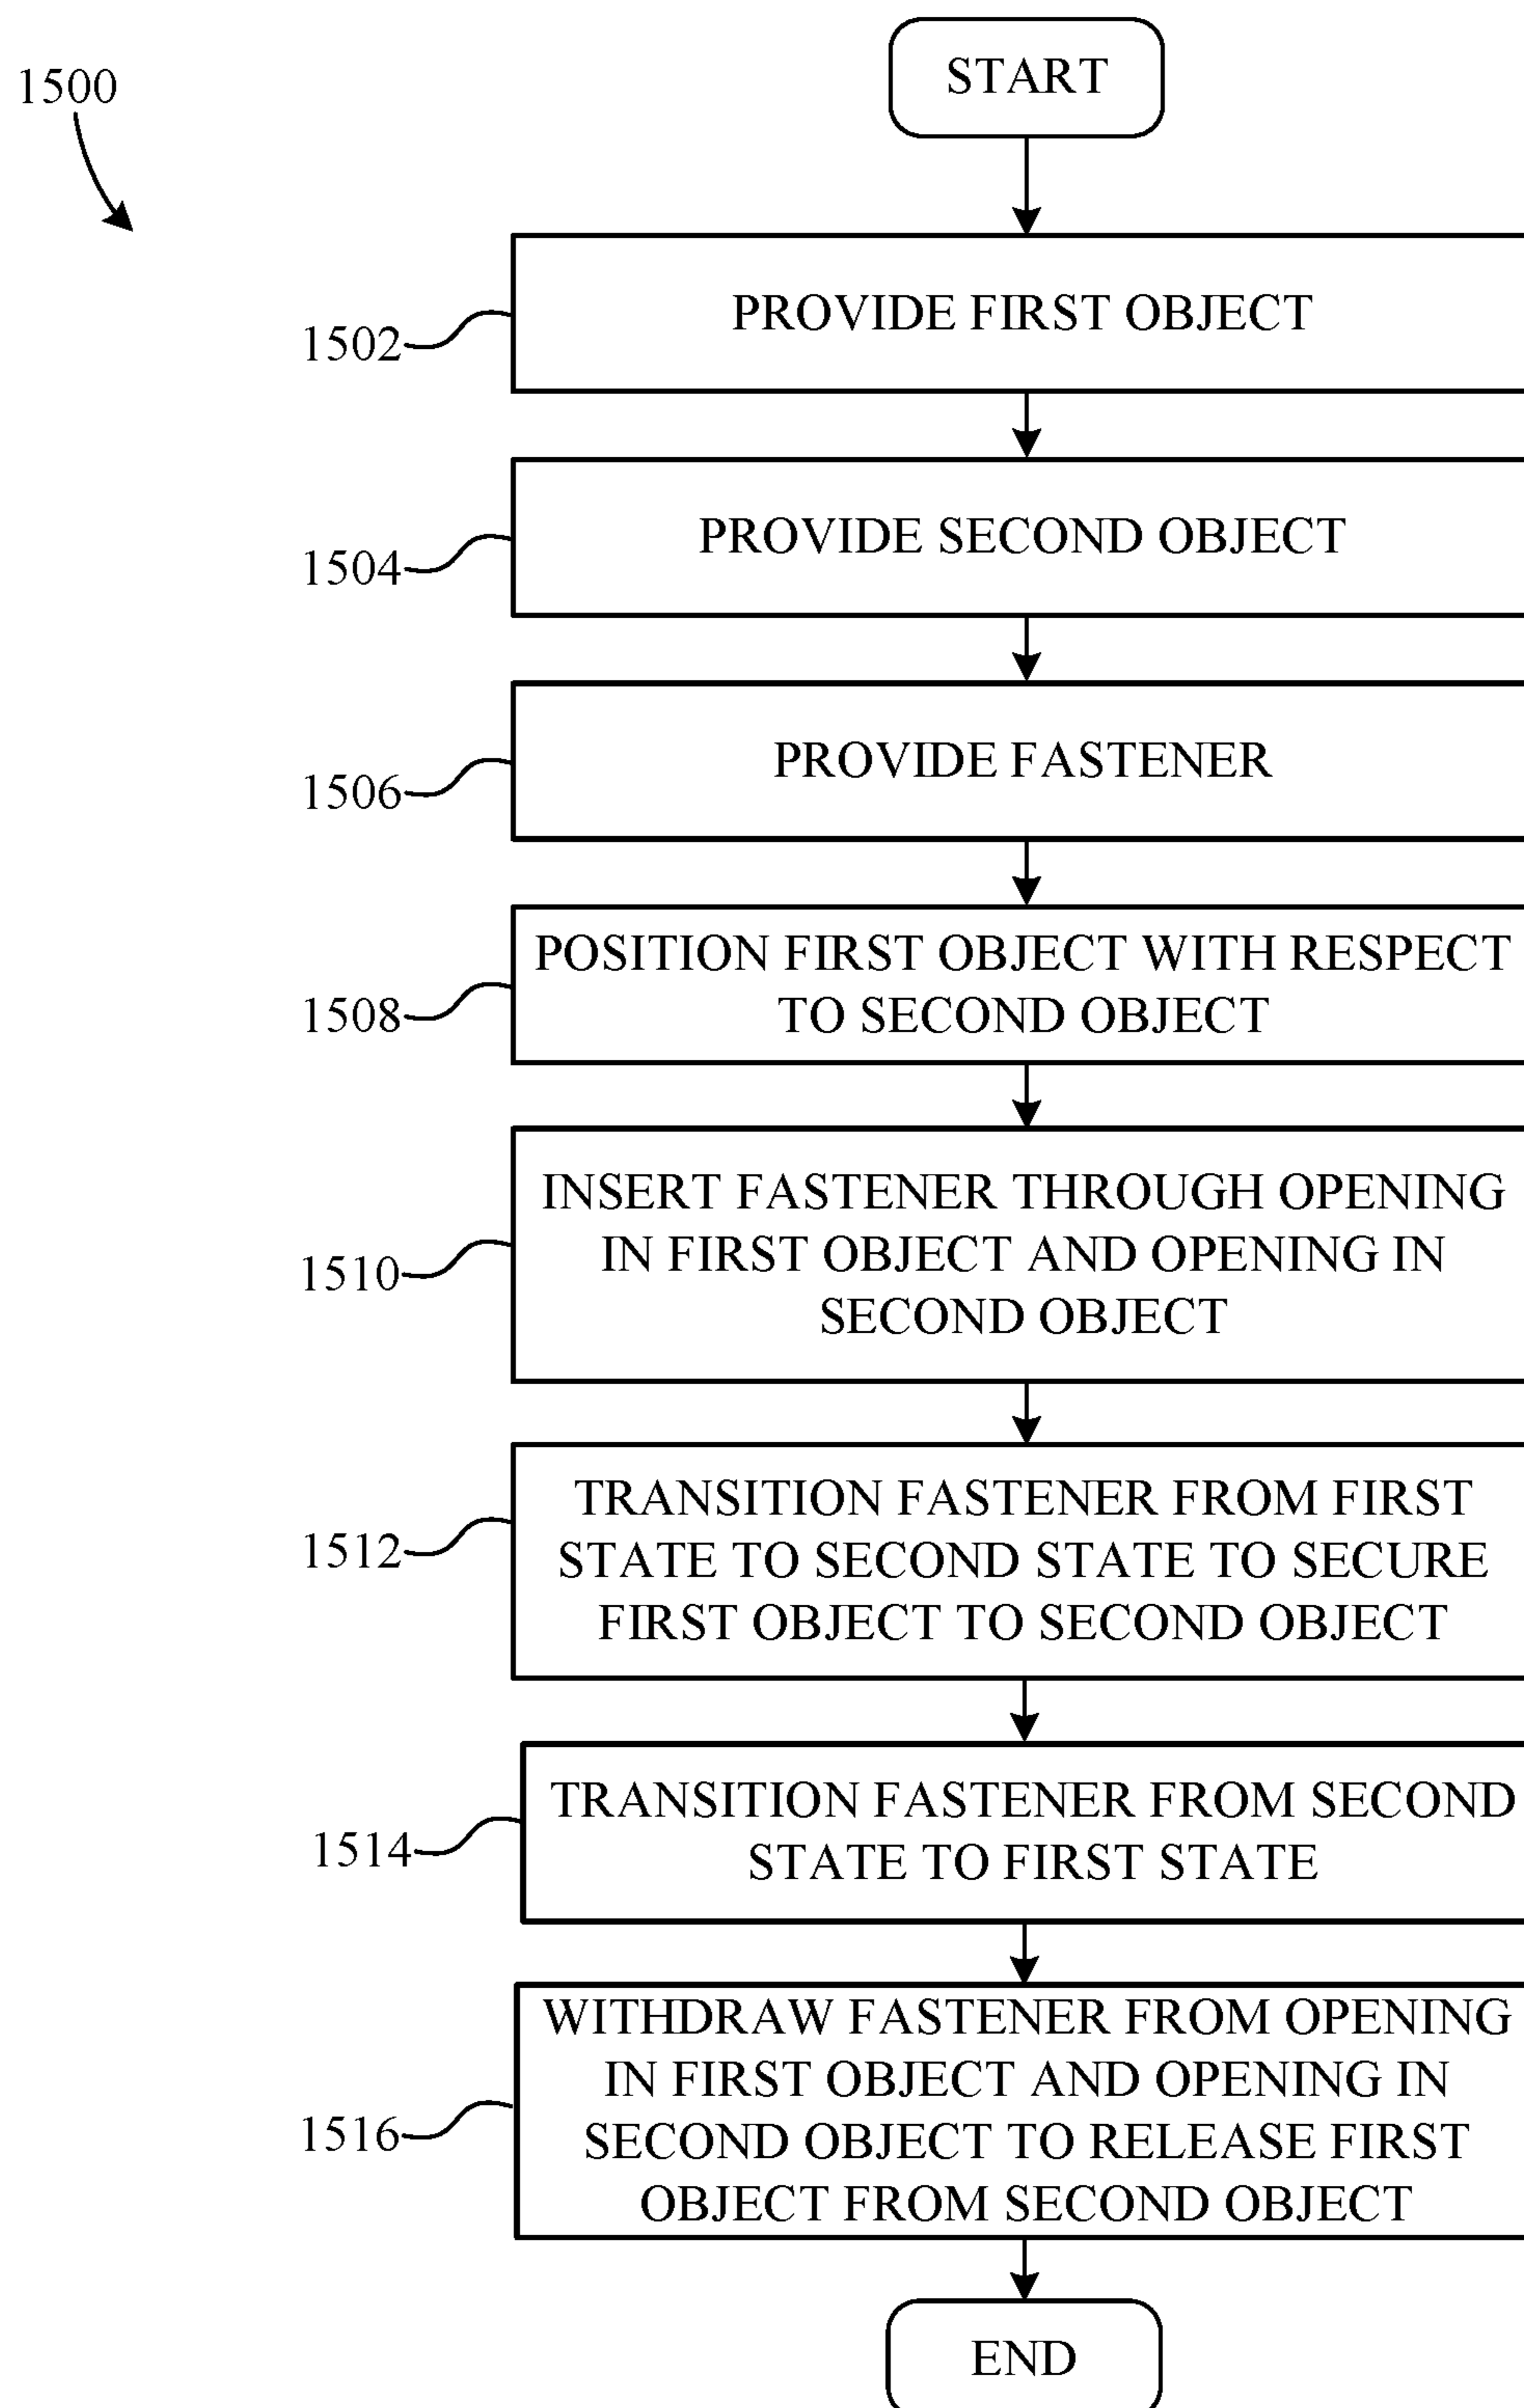 START
1500
PROVIDE FIRST OBJECT
1502
PROVIDE SECOND OBJECT
1504
PROVIDE FASTENER
1506
POSITION FIRST OBJECT WITH RESPECT
TO SECOND OBJECT
1508
INSERT FASTENER THROUGH OPENING
IN FIRST OBJECT AND OPENING IN
SECOND OBJECT
1510
TRANSITION FASTENER FROM FIRST
STATE TO SECOND STATE TO SECURE
FIRST OBJECT TO SECOND OBJECT
1512
TRANSITION FASTENER FROM SECOND
STATE TO FIRST STATE
1514
WITHDRAW FASTENER FROM OPENING
IN FIRST OBJECT AND OPENING IN
SECOND OBJECT TO RELEASE FIRST
OBJECT FROM SECOND OBJECT
1516
END